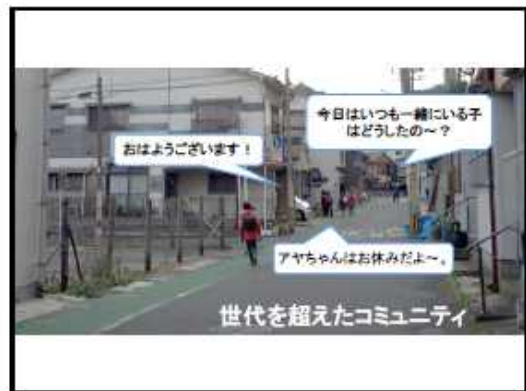 今日はいつも一緒にいる子
はどうしたの〜？
おはようございます！
アヤちゃんはお休みだよ〜。
世代を超えたコミュニティ